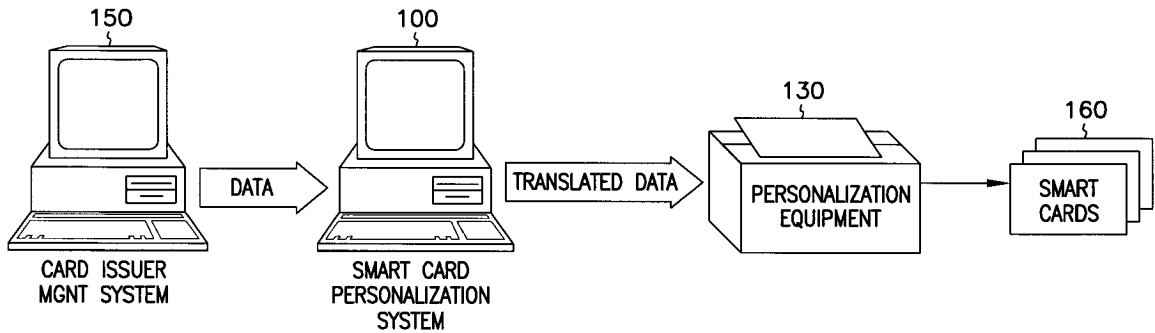 150
100
130
160
DATA
TRANSLATED DATA
PERSONALIZATION
EQUIPMENT
SMART
CARDS
CARD ISSUER
MGNT SYSTEM
SMART CARD
PERSONALIZATION
SYSTEM